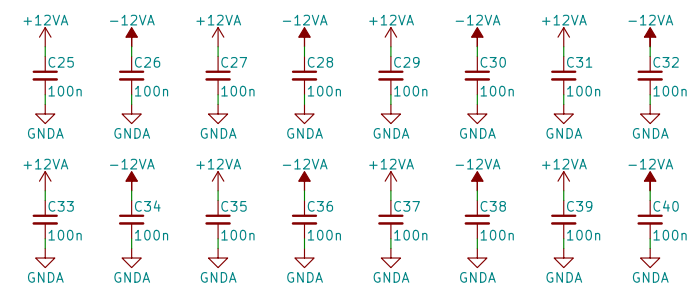 +12VA -12VA +12VA -12VA +12VA -12VA +12VA -12VA
C25 C26 C27 C28 C29 C30 C31 C32
100n 100n 100n 100n 100n 100n 100n 100n
GNDA GNDA GNDA GNDA GNDA GNDA GNDA GNDA
+12VA -12VA +12VA -12VA +12VA -12VA +12VA -12VA
C33 C34 C35 C36 C37 C38 C39 C40
100n 100n 100n 100n 100n 100n 100n 100n
GNDA GNDA GNDA GNDA GNDA GNDA GNDA GNDA